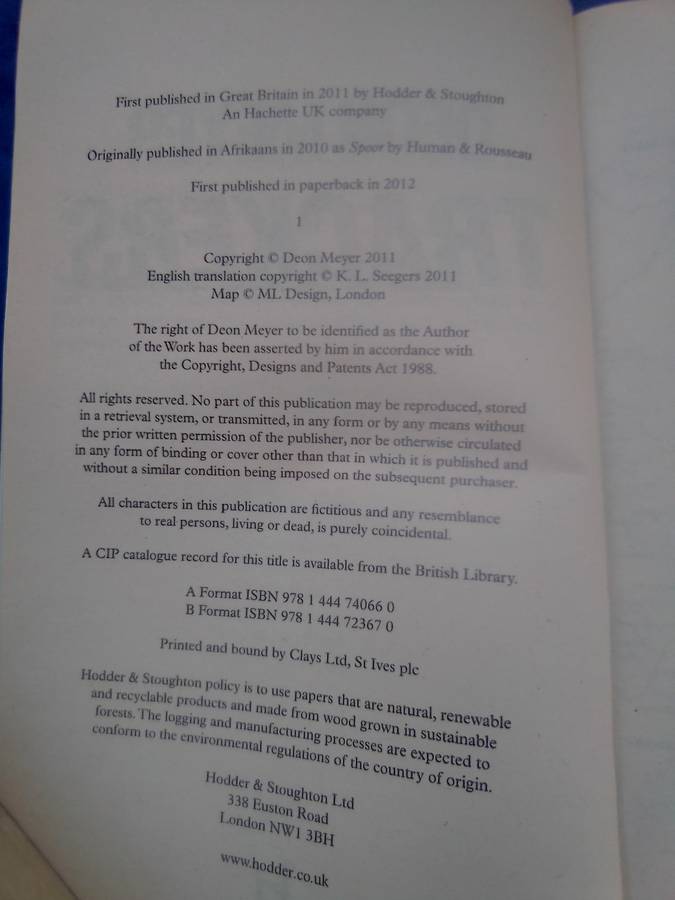 First published in Great Britain in 2011 by Hodder & Stoughton
An Hachette UK company
Originally published in Afrikaans in 2010 as Spoor by Human & Rousseau
First published in paperback in 2012
1
Copyright © Deon Meyer 2011
English translation copyright © K. L. Seegers 2011
Map © ML Design, London
The right of Deon Meyer to be identified as the Author
of the Work has been asserted by him in accordance with
the Copyright, Designs and Patents Act 1988.
All rights reserved. No part of this publication may be reproduced, stored
in a retrieval system, or transmitted, in any form or by any means without
the prior written permission of the publisher, nor be otherwise circulated
in any form of binding or cover other than that in which it is published and
without a similar condition being imposed on the subsequent purchaser.
All characters in this publication are fictitious and any resemblance
to real persons, living or dead, is purely coincidental.
A CIP catalogue record for this title is available from the British Library.
A Format ISBN 978 1 444 74066 0
B Format ISBN 978 1 444 72367 0
Printed and bound by Clays Ltd, St Ives plc
Hodder & Stoughton policy is to use papers that are natural, renewable
and recyclable products and made from wood grown in sustainable
forests. The logging and manufacturing processes are expected to
conform to the environmental regulations of the country of origin.
Hodder & Stoughton Ltd
338 Euston Road
London NW1 3BH
www.hodder.co.uk